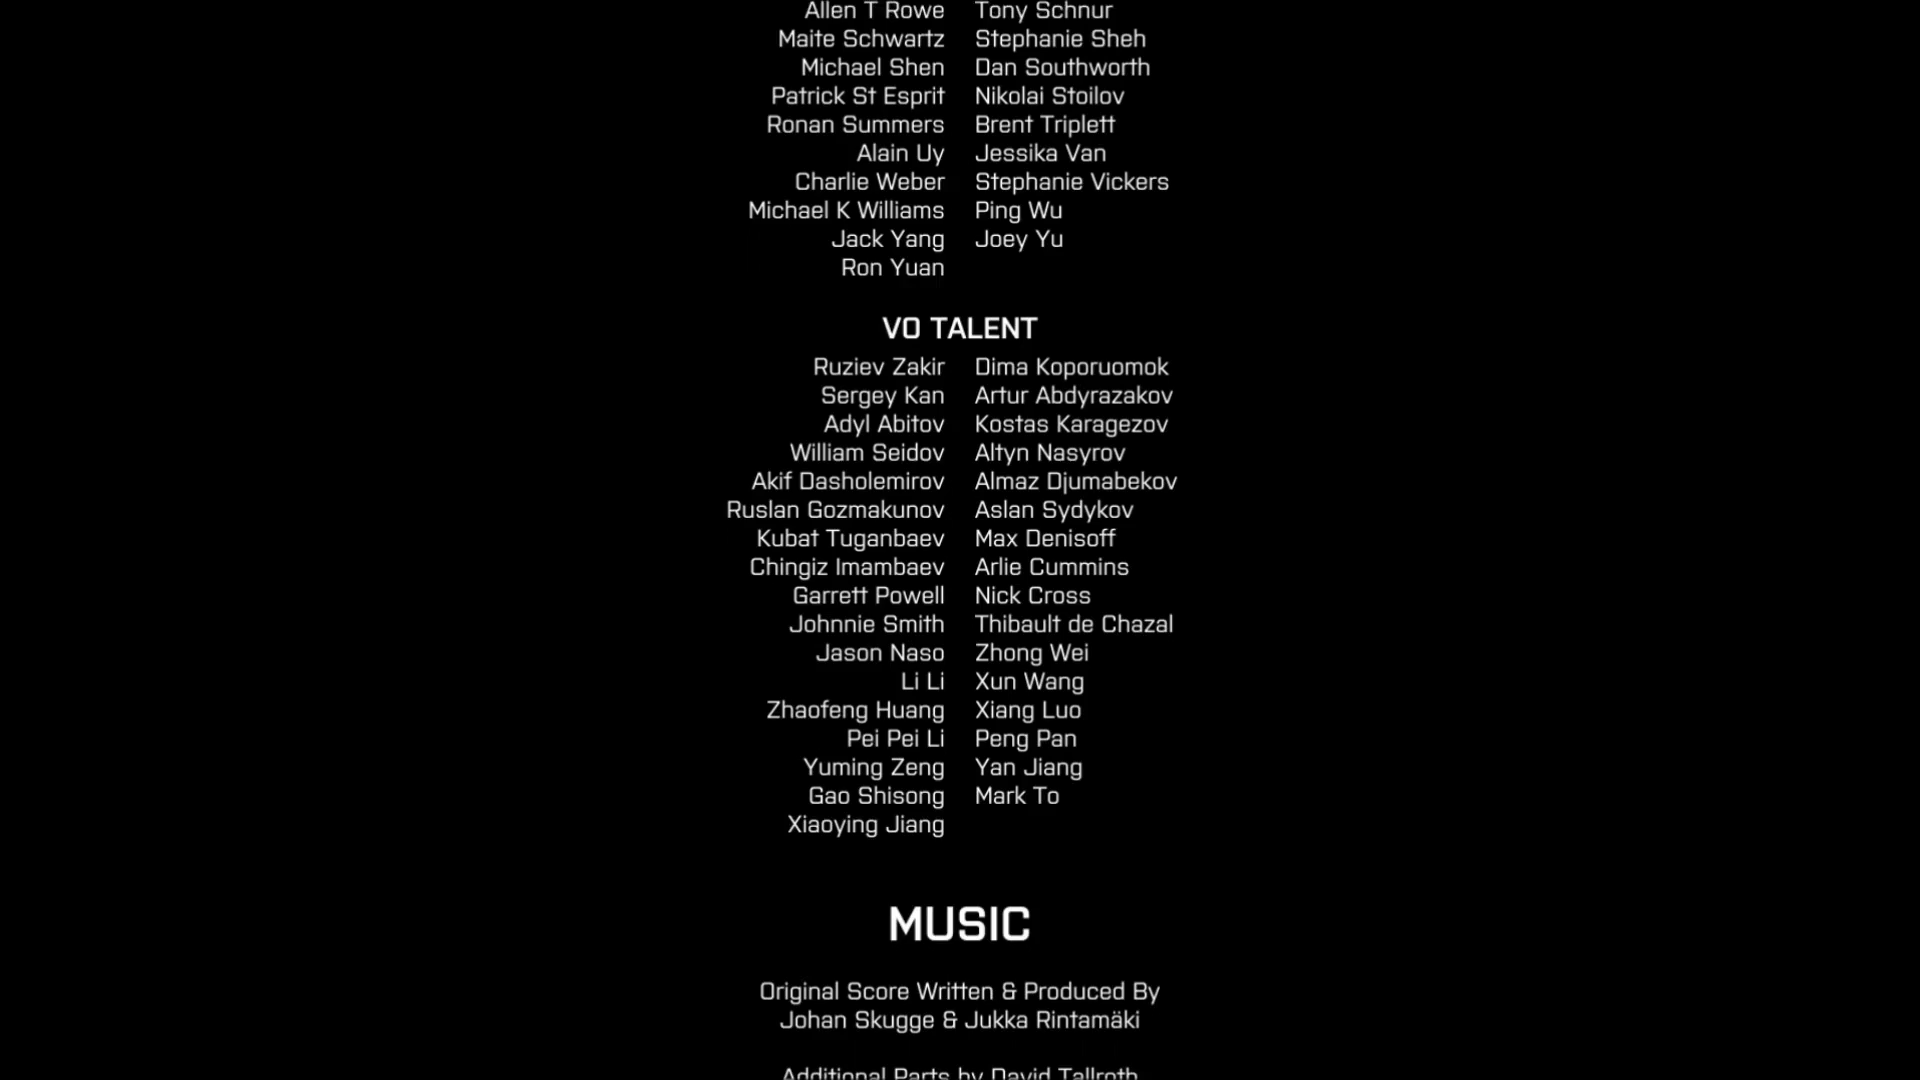 Allen T Rowe Tony Schnur
Maite Schwartz Stephanie Sheh
Michael Shen Dan Southworth
Patrick St Esprit Nikolai Stoilov
Ronan Summers Brent Triplett
Alain Uy Jessika Van
Charlie Weber Stephanie Vickers
Michael K Williams Ping Wu
Jack Yang Joey Yu
Ron Yuan
VO TALENT
Ruziev Zakir Dima Koporuomok
Sergey Kan Artur Abdyrazakov
Adyl Abitov Kostas Karagezov
William Seidov Altyn Nasyrov
Akif Dasholemirov Almaz Djumabekov
Ruslan Gozmakunov Aslan Sydykov
Kubat Tuganbaev Max Denisoff
Chingiz Imambaev Arlie Cummins
Garrett Powell Nick Cross
Johnnie Smith Thibault de Chazal
Jason Naso Zhong Wei
Li Li Xun Wang
Zhaofeng Huang Xiang Luo
Pei Pei Li Peng Pan
Yuming Zeng Yan Jiang
Gao Shisong Mark To
Xiaoying Jiang
MUSIC
Original Score Written & Produced By
Johan Skugge & Jukka Rintamäki
Additional Parts by David Tallroth